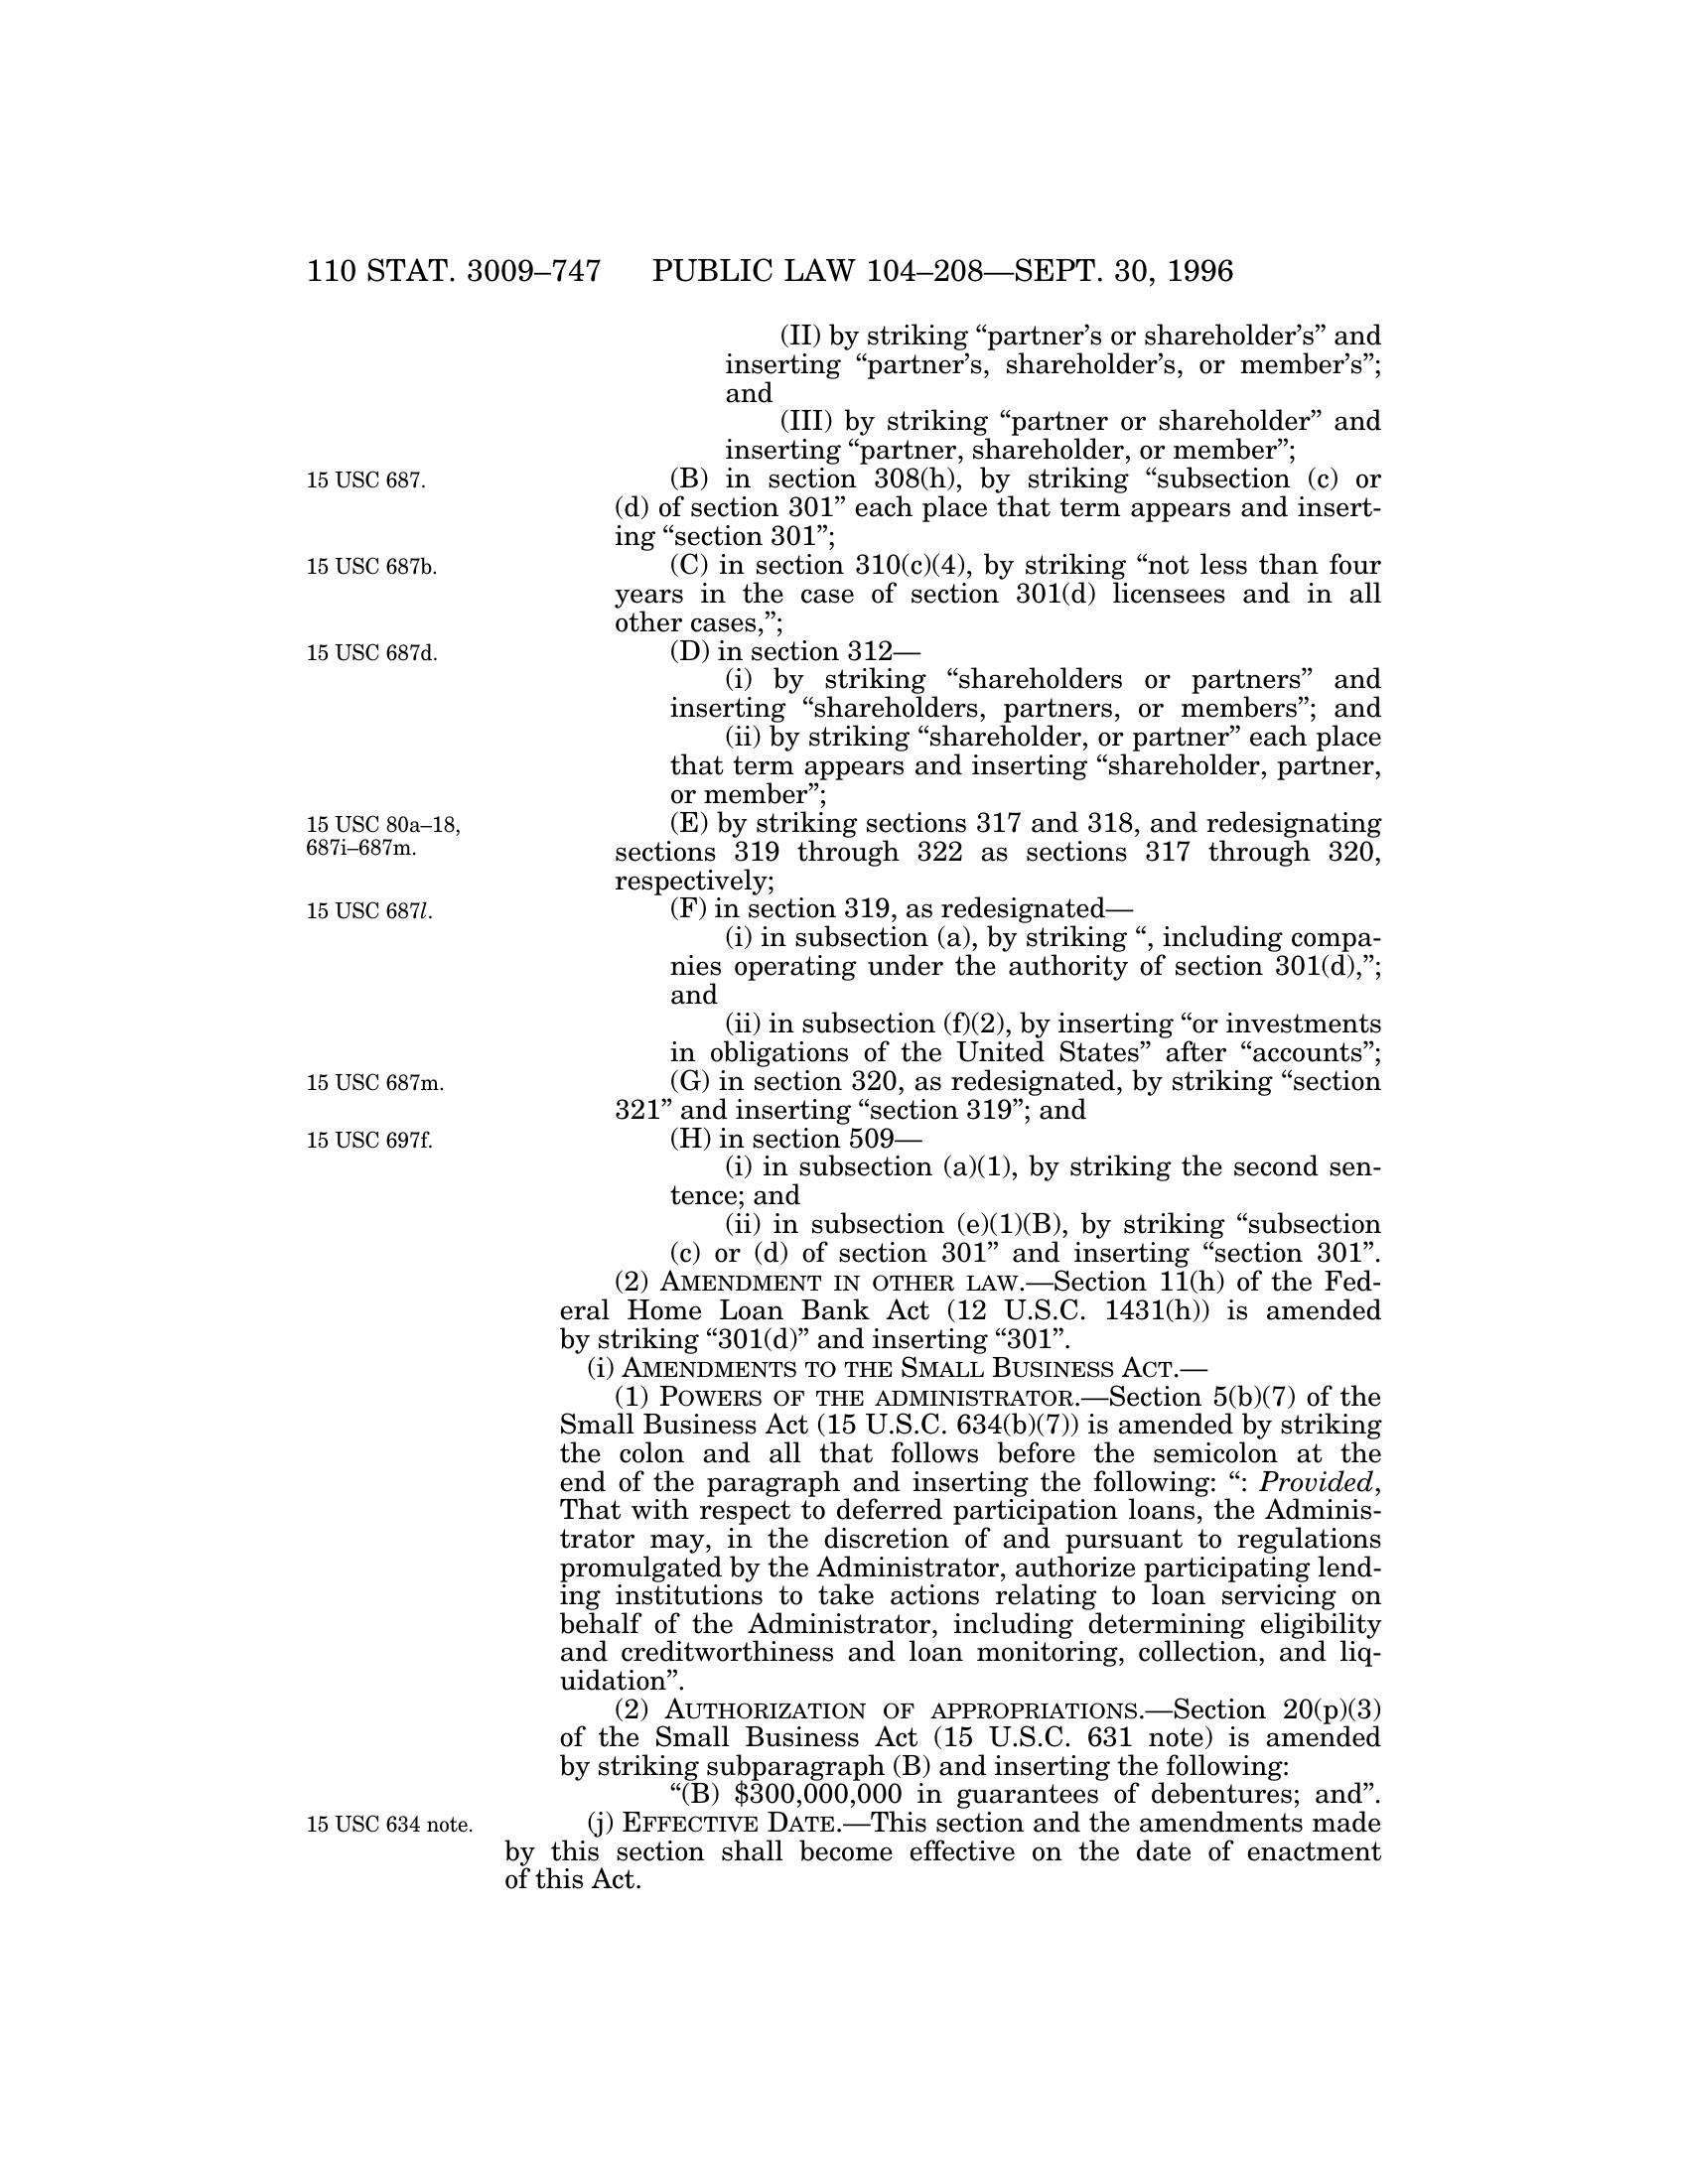 110 STAT. 3009–747 PUBLIC LAW 104–208—SEPT. 30, 1996
(II) by striking “partner’s or shareholder’s” and
inserting “partner’s, shareholder’s, or member’s”;
and
(III) by striking “partner or shareholder” and
inserting “partner, shareholder, or member”;
15 USC 687.
(B) in section 308(h), by striking “subsection (c) or
(d) of section 301” each place that term appears and insert-
ing “section 301”;
15 USC 687b.
(C) in section 310(c)(4), by striking “not less than four
years in the case of section 301(d) licensees and in all
other cases,”;
15 USC 687d.
(D) in section 312—
(i) by striking “shareholders or partners” and
inserting “shareholders, partners, or members”; and
(ii) by striking “shareholder, or partner” each place
that term appears and inserting “shareholder, partner,
or member”;
15 USC 80a–18,
687i–687m.
(E) by striking sections 317 and 318, and redesignating
sections 319 through 322 as sections 317 through 320,
respectively;
15 USC 687l.
(F) in section 319, as redesignated—
(i) in subsection (a), by striking “, including compa-
nies operating under the authority of section 301(d),”;
and
(ii) in subsection (f)(2), by inserting “or investments
in obligations of the United States” after “accounts”;
15 USC 687m.
(G) in section 320, as redesignated, by striking “section
321” and inserting “section 319”; and
15 USC 697f.
(H) in section 509—
(i) in subsection (a)(1), by striking the second sen-
tence; and
(ii) in subsection (e)(1)(B), by striking “subsection
(c) or (d) of section 301” and inserting “section 301”.
(2) AMENDMENT IN OTHER LAW.—Section 11(h) of the Fed-
eral Home Loan Bank Act (12 U.S.C. 1431(h)) is amended
by striking “301(d)” and inserting “301”.
(i) AMENDMENTS TO THE SMALL BUSINESS ACT.—
(1) POWERS OF THE ADMINISTRATOR.—Section 5(b)(7) of the
Small Business Act (15 U.S.C. 634(b)(7)) is amended by striking
the colon and all that follows before the semicolon at the
end of the paragraph and inserting the following: “: Provided,
That with respect to deferred participation loans, the Adminis-
trator may, in the discretion of and pursuant to regulations
promulgated by the Administrator, authorize participating lend-
ing institutions to take actions relating to loan servicing on
behalf of the Administrator, including determining eligibility
and creditworthiness and loan monitoring, collection, and liq-
uidation”.
(2) AUTHORIZATION OF APPROPRIATIONS.—Section 20(p)(3)
of the Small Business Act (15 U.S.C. 631 note) is amended
by striking subparagraph (B) and inserting the following:
“(B) $300,000,000 in guarantees of debentures; and”.
15 USC 634 note.
(j) EFFECTIVE DATE.—This section and the amendments made
by this section shall become effective on the date of enactment
of this Act.